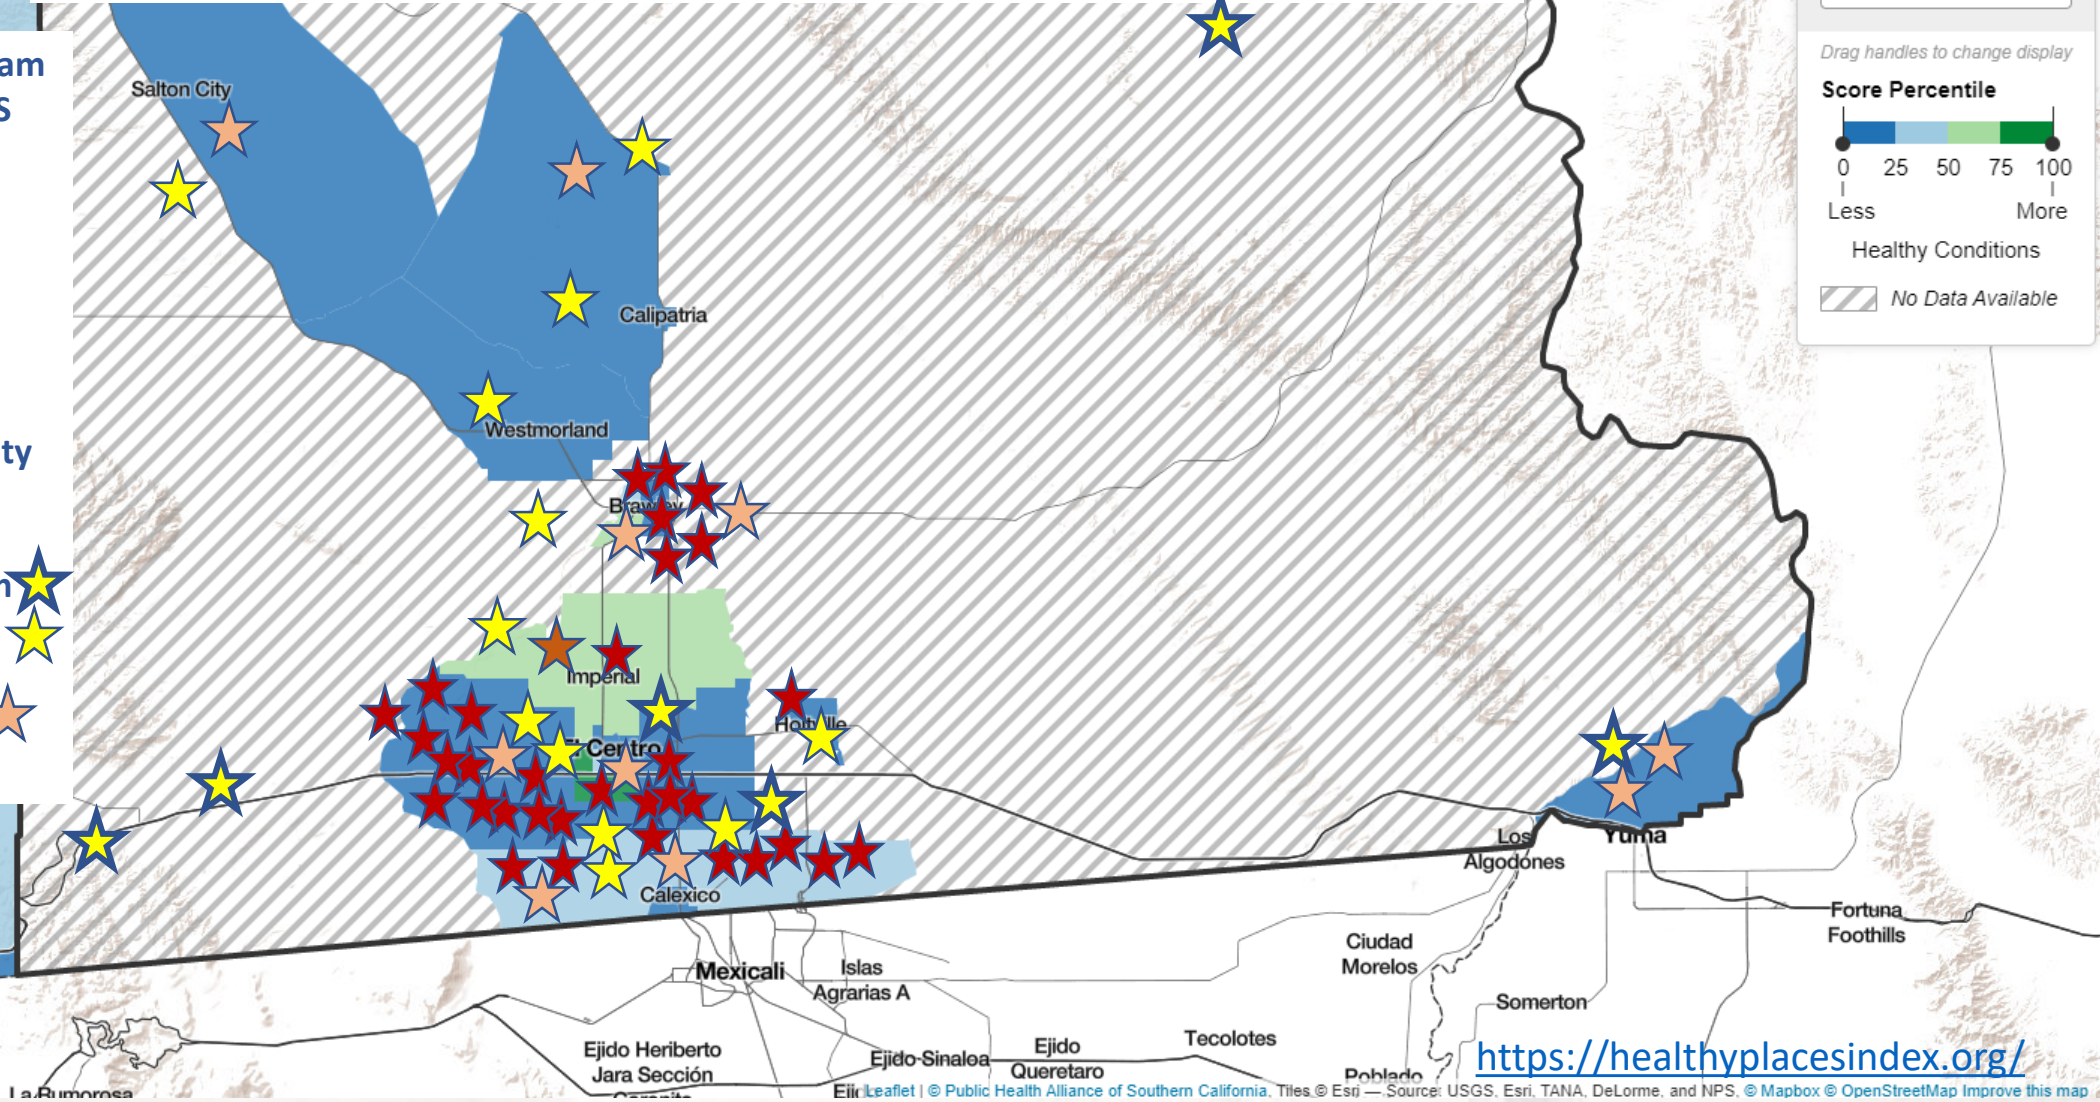 am
S
ty
n
Salton City
Calipatria
Westmorland
Brawley
Imperial
El Centro
Holtville
Calexico
Mexicali
Islas
Agrarias A
Ejido Heriberto
Jara Sección
Ejido Sinaloa
Ejido
Queretaro
Tecolotes
Ciudad
Morelos
Poblado
Los
Algodones
Yuma
Somerton
Fortuna
Foothills
La Rumorosa
Drag handles to change display
Score Percentile
0 25 50 75 100
Less More
Healthy Conditions
No Data Available
https://healthyplacesindex.org/
Leaflet | © Public Health Alliance of Southern California, Tiles © Esri — Source: USGS, Esri, TANA, DeLorme, and NPS, © Mapbox © OpenStreetMap Improve this map